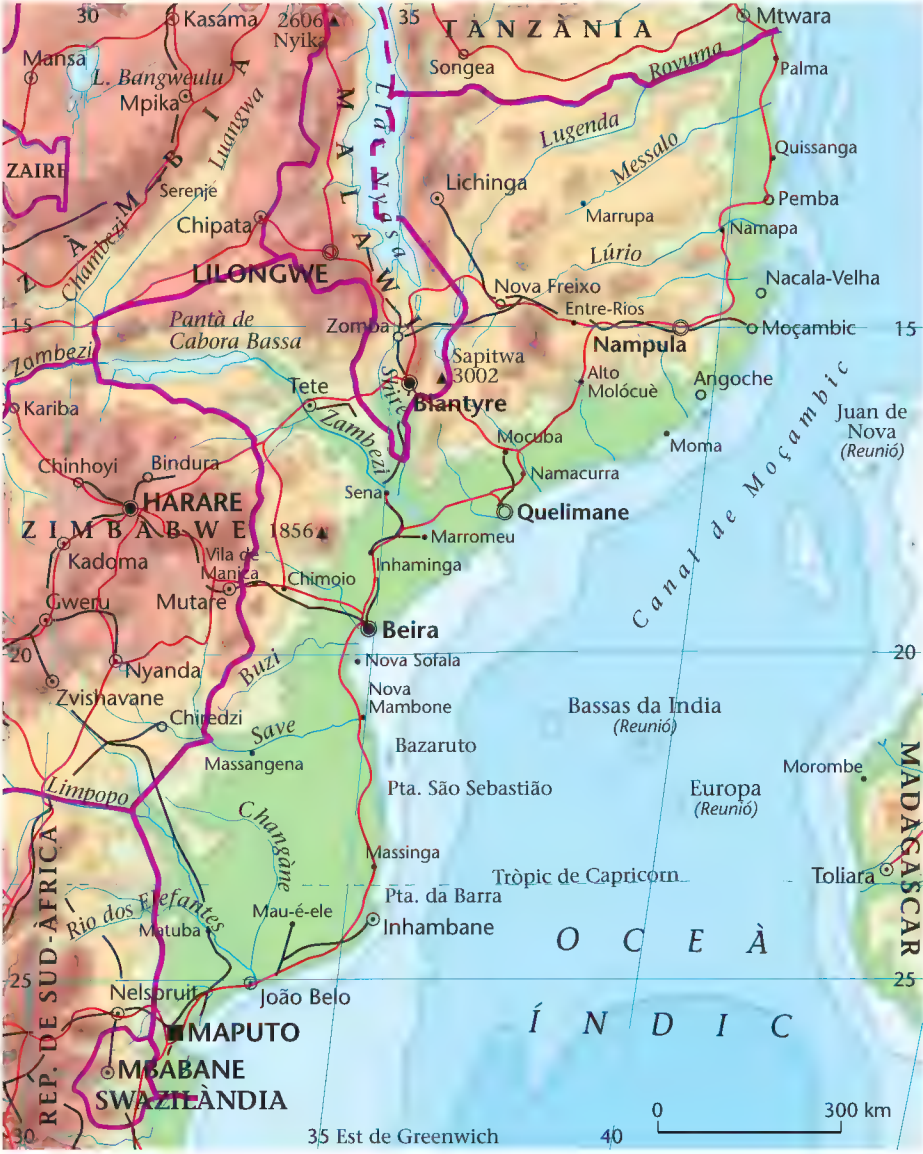 30
Kasama
2606
Nyika
35
TANZÀNIA
Mtwara
Mansa
L. Bangweulu
Mpika
Songea
Rovuma
Palma
Luangwa
MALAWI
Llac Nyassa
Lugenda
Messalo
Quissanga
ZAIRE
ZÀMBIA
Serenje
Lichinga
Marrupa
Pemba
Chipata
Namapa
Chambezi
LILONGWE
Lúrio
Nacala-Velha
Nova Freixo
Entre-Rios
15
Pantà de
Cabora Bassa
Zomba
Nampula
Moçambic
15
Zambezi
Sapitwa
3002
Shire
Alto
Molócuè
Angoche
Tete
Blantyre
Kariba
Zambezi
Mocuba
Moma
Juan de
Nova
(Reunió)
Chinhoyi
Bindura
Namacurra
Sena
HARARE
Quelimane
ZIMBABWE
1856
Marromeu
Canal de Moçambic
Kadoma
Vila de
Manica
Inhaminga
Chimoio
Gweru
Mutare
Beira
20
Nyanda
Buzi
Nova Sofala
20
Zvishavane
Nova
Mambone
Chiredzi
Save
Bassas da India
(Reunió)
Massangena
Bazaruto
Morombe
MADAGASCAR
Limpopo
Pta. São Sebastião
Europa
(Reunió)
Changàne
REP. DE SUD-ÀFRICA
Massinga
Tròpic de Capricorn
Toliara
Rio dos Elefantes
Mau-é-ele
Pta. da Barra
Matuba
Inhambane
OCEÀ
25
25
Nelspruit
João Belo
ÍNDIC
MAPUTO
MBABANE
SWAZILÀNDIA
0
300 km
30
35 Est de Greenwich
40